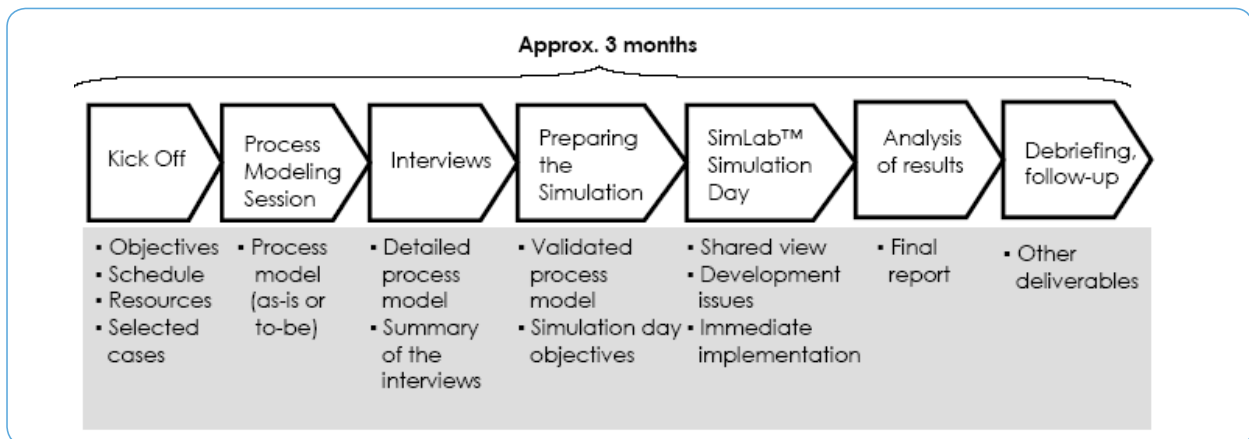 Approx. 3 months
Kick Off
Process
Modeling
Session
Interviews
Preparing
the
Simulation
SimLab™
Simulation
Day
Analysis
of results
Debriefing,
follow-up
▪ Objectives
▪ Schedule
▪ Resources
▪ Selected
cases
▪ Process
model
(as-is or
to-be)
▪ Detailed
process
model
▪ Summary
of the
interviews
▪ Validated
process
model
▪ Simulation day
objectives
▪ Shared view
▪ Development
issues
▪ Immediate
implementation
▪ Final
report
▪ Other
deliverables